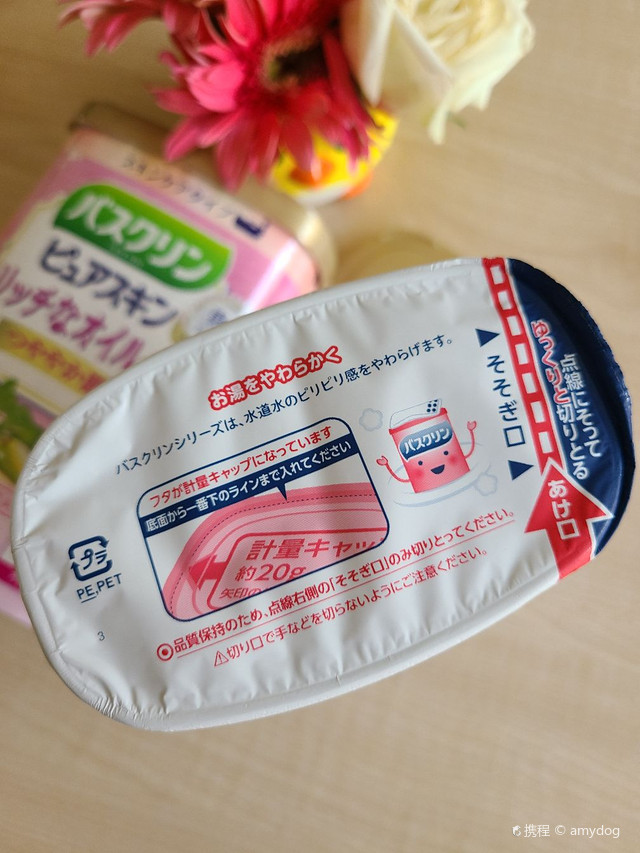 スキンケアタイプ
バスクリン
ピュアスキン
リッチなオイル
お湯をやわらかく
バスクリンシリーズは、水道水のピリピリ感をやわらげます。
フタが計量キャップになっています
底面から一番下のラインまで入れてください
計量キャッ
約20g
矢印の
バスクリン
そそぎ口
点線にそって
ゆっくりと切りとる
あけ口
プラ
PE,PET
3
品質保持のため、点線右側の「そそぎ口」のみ切りとってください。
⚠切り口で手などを切らないようにご注意ください。
携程 © amydog